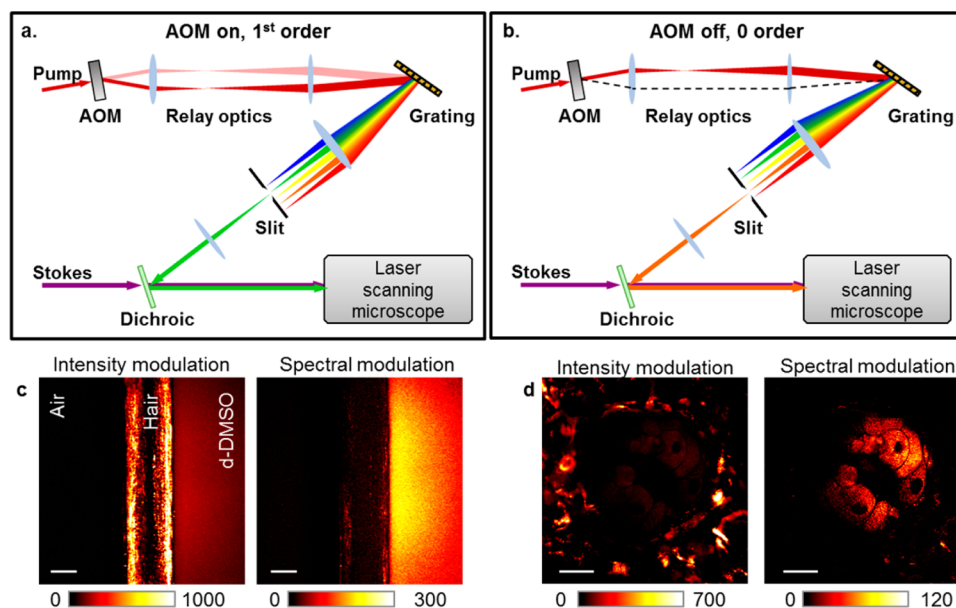 a.
AOM on, 1st order
Pump
AOM
Relay optics
Grating
Slit
Stokes
Dichroic
Laser
scanning
microscope
b.
AOM off, 0 order
Pump
AOM
Relay optics
Grating
Slit
Stokes
Dichroic
Laser
scanning
microscope
c
Intensity modulation
Spectral modulation
Air
Hair
d-DMSO
0 1000
0 300
d
Intensity modulation
Spectral modulation
0 700
0 120